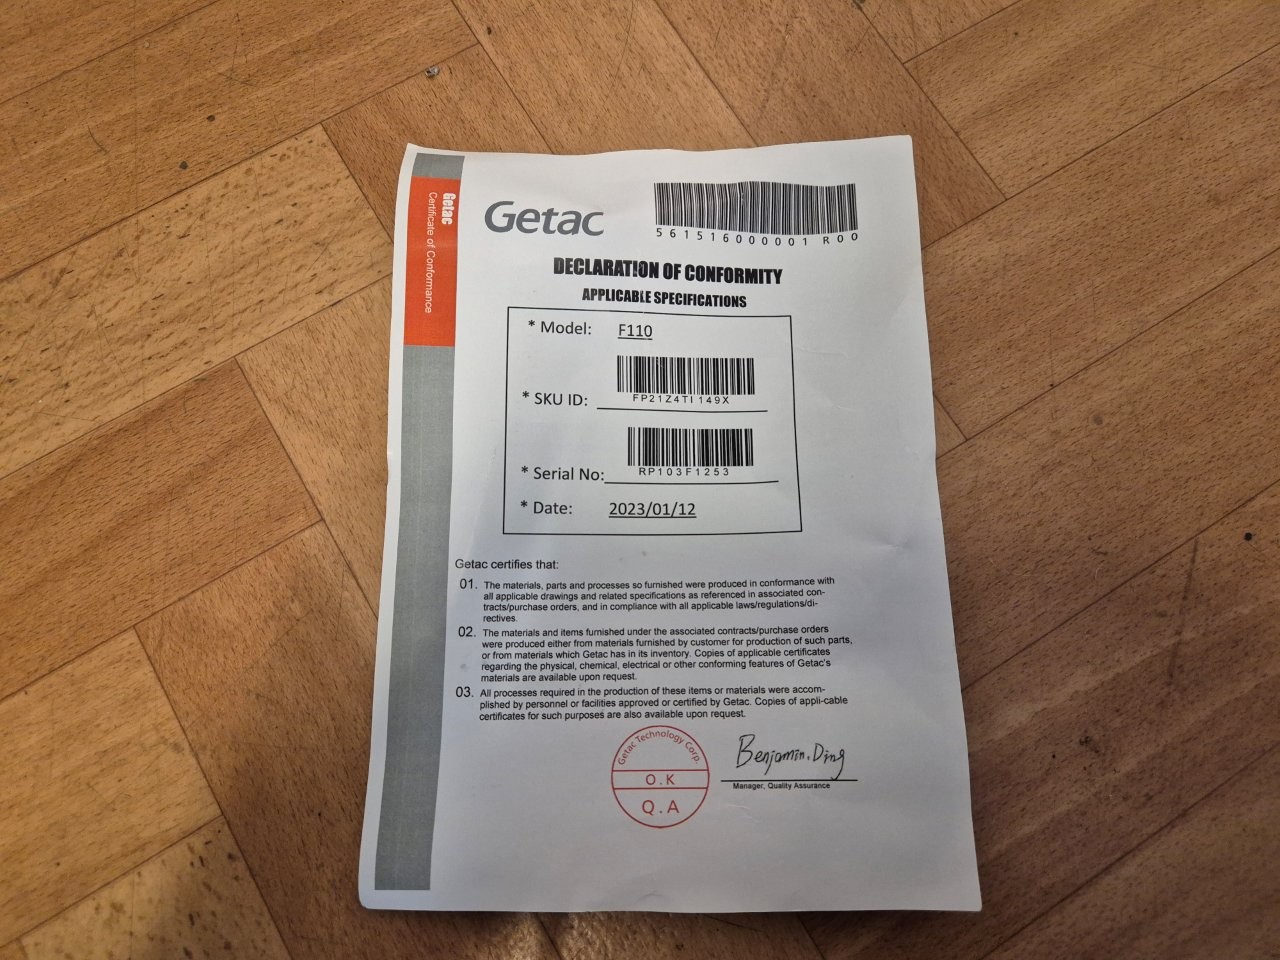 Getac
Certificate of Conformance
Getac
561516000001 R00
DECLARATION OF CONFORMITY
APPLICABLE SPECIFICATIONS
* Model: F110
* SKU ID: FP21Z4TI149X
* Serial No: RP103F1253
* Date: 2023/01/12
Getac certifies that:
01. The materials, parts and processes so furnished were produced in conformance with
all applicable drawings and related specifications as referenced in associated con-
tracts/purchase orders, and in compliance with all applicable laws/regulations/di-
rectives.
02. The materials and items furnished under the associated contracts/purchase orders
were produced either from materials furnished by customer for production of such parts,
or from materials which Getac has in its inventory. Copies of applicable certificates
regarding the physical, chemical, electrical or other conforming features of Getac's
materials are available upon request.
03. All processes required in the production of these items or materials were accom-
plished by personnel or facilities approved or certified by Getac. Copies of appli-cable
certificates for such purposes are also available upon request.
Getac Technology Corp.
O.K
Q.A
Benjamin.Ding
Manager, Quality Assurance